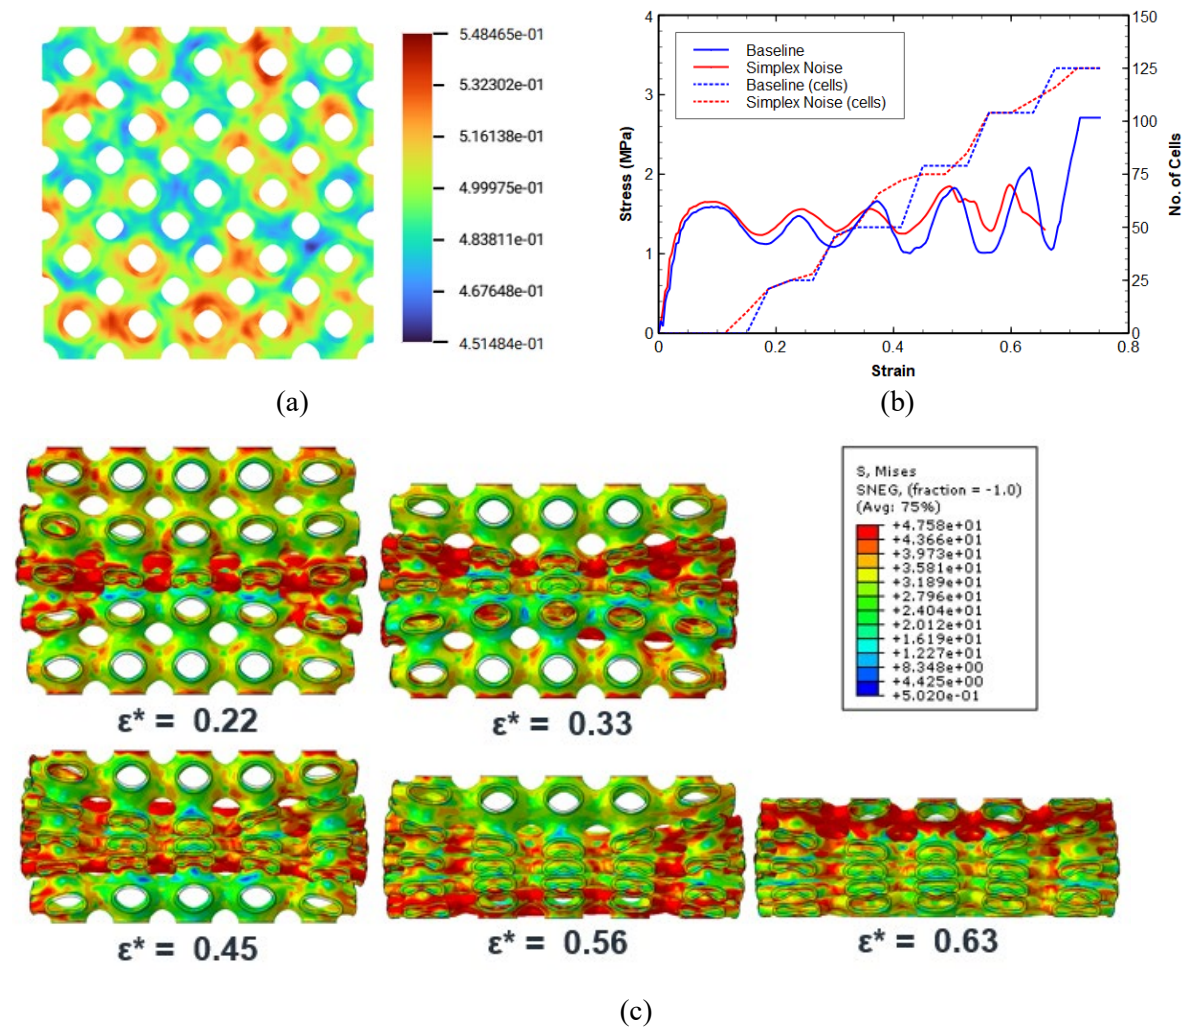 5.48465e-01
5.32302e-01
5.16138e-01
4.99975e-01
4.83811e-01
4.67648e-01
4.51484e-01
(a)
4
3
2
1
0
Stress (MPa)
Baseline
Simplex Noise
Baseline (cells)
Simplex Noise (cells)
150
125
100
75
50
25
0
No. of Cells
0 0.2 0.4 0.6 0.8
Strain
(b)
S, Mises
SNEG, (fraction = -1.0)
(Avg: 75%)
+4.758e+01
+4.366e+01
+3.973e+01
+3.581e+01
+3.189e+01
+2.796e+01
+2.404e+01
+2.012e+01
+1.619e+01
+1.227e+01
+8.348e+00
+4.425e+00
+5.020e-01
ε* = 0.22
ε* = 0.33
ε* = 0.45
ε* = 0.56
ε* = 0.63
(c)